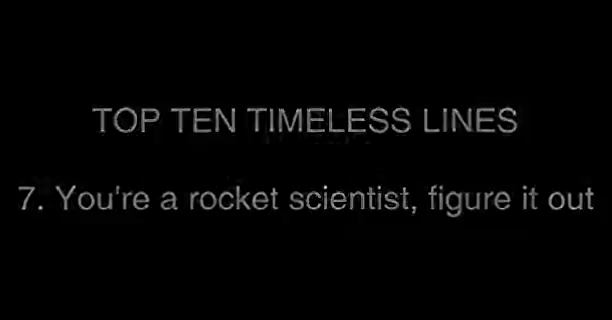 TOP TEN TIMELESS LINES
7. You're a rocket scientist, figure it out